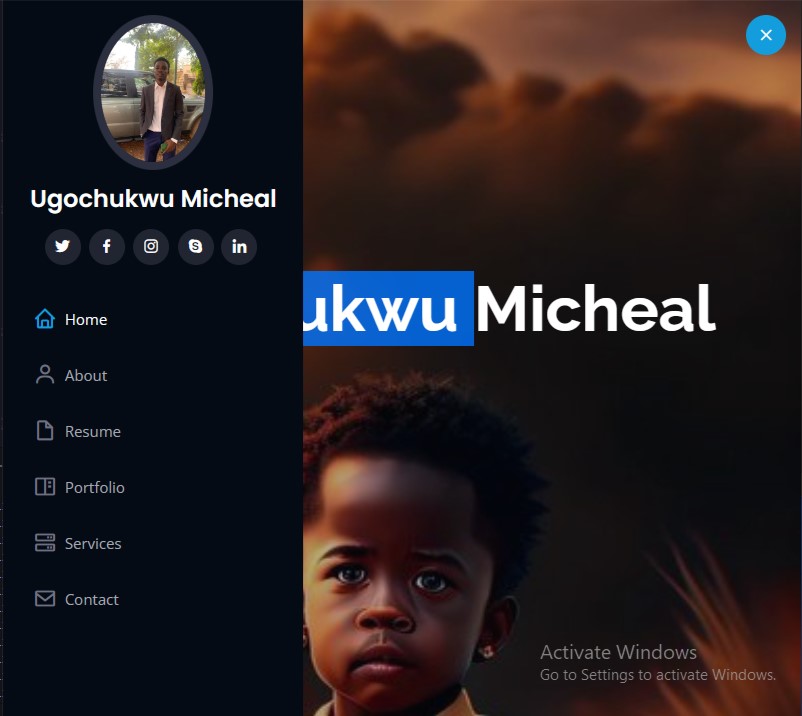 Ugochukwu Micheal
Home
About
Resume
Portfolio
Services
Contact
ukwu Micheal
Activate Windows
Go to Settings to activate Windows.